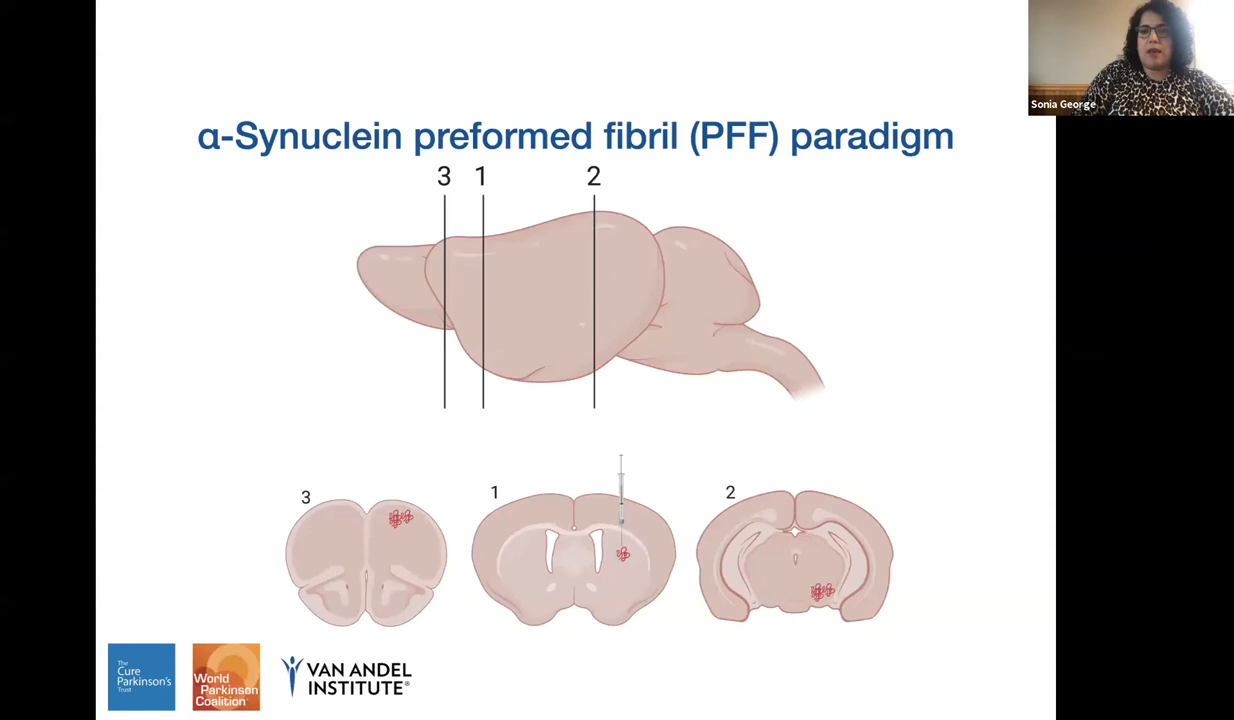 Sonia George
α-Synuclein preformed fibril (PFF) paradigm
3 1 2
3
1
2
The
Cure
Parkinson's
Trust
World
Parkinson
Coalition
VAN ANDEL
INSTITUTE®